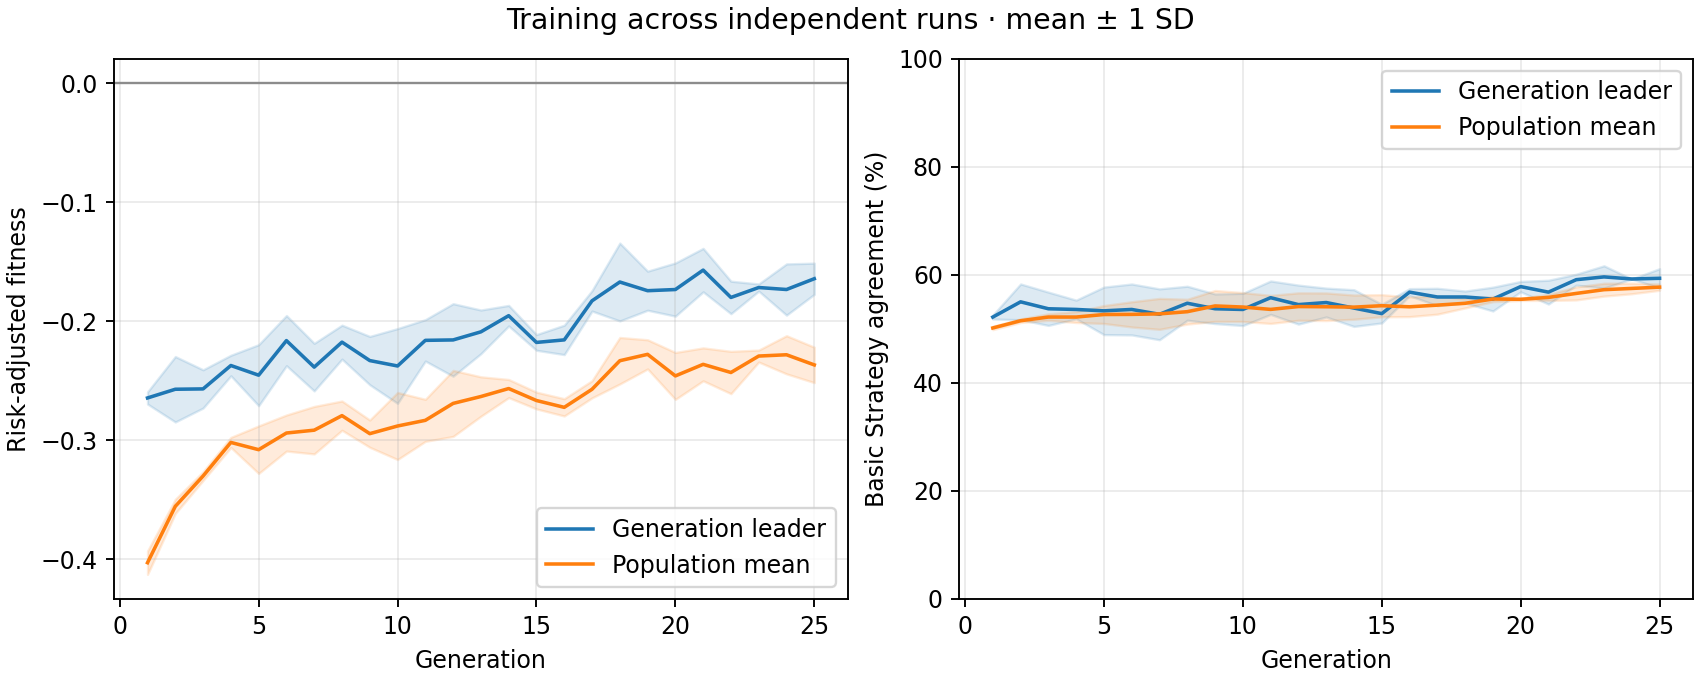 Training across independent runs · mean ± 1 SD
Risk-adjusted fitness
0.0
−0.1
−0.2
−0.3
−0.4
0
5
10
15
20
25
Generation
Generation leader
Population mean
Basic Strategy agreement (%)
100
80
60
40
20
0
0
5
10
15
20
25
Generation
Generation leader
Population mean